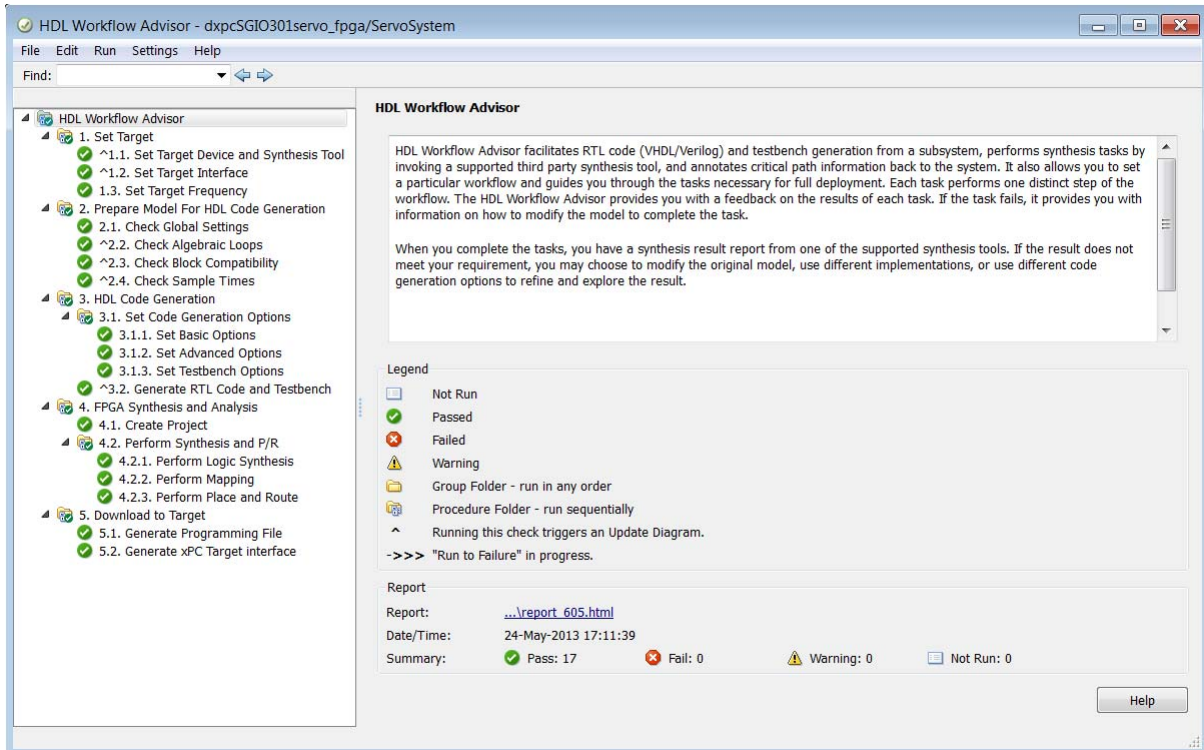 HDL Workflow Advisor - dxpcSGIO301servo_fpga/ServoSystem
File Edit Run Settings Help
Find:
HDL Workflow Advisor
1. Set Target
^1.1. Set Target Device and Synthesis Tool
^1.2. Set Target Interface
1.3. Set Target Frequency
2. Prepare Model For HDL Code Generation
2.1. Check Global Settings
^2.2. Check Algebraic Loops
^2.3. Check Block Compatibility
^2.4. Check Sample Times
3. HDL Code Generation
3.1. Set Code Generation Options
3.1.1. Set Basic Options
3.1.2. Set Advanced Options
3.1.3. Set Testbench Options
^3.2. Generate RTL Code and Testbench
4. FPGA Synthesis and Analysis
4.1. Create Project
4.2. Perform Synthesis and P/R
4.2.1. Perform Logic Synthesis
4.2.2. Perform Mapping
4.2.3. Perform Place and Route
5. Download to Target
5.1. Generate Programming File
5.2. Generate xPC Target interface
HDL Workflow Advisor
HDL Workflow Advisor facilitates RTL code (VHDL/Verilog) and testbench generation from a subsystem, performs synthesis tasks by
invoking a supported third party synthesis tool, and annotates critical path information back to the system. It also allows you to set
a particular workflow and guides you through the tasks necessary for full deployment. Each task performs one distinct step of the
workflow. The HDL Workflow Advisor provides you with a feedback on the results of each task. If the task fails, it provides you with
information on how to modify the model to complete the task.
When you complete the tasks, you have a synthesis result report from one of the supported synthesis tools. If the result does not
meet your requirement, you may choose to modify the original model, use different implementations, or use different code
generation options to refine and explore the result.
Legend
Not Run
Passed
Failed
Warning
Group Folder - run in any order
Procedure Folder - run sequentially
^ Running this check triggers an Update Diagram.
->>> "Run to Failure" in progress.
Report
Report: ...\report_605.html
Date/Time: 24-May-2013 17:11:39
Summary: Pass: 17 Fail: 0 Warning: 0 Not Run: 0
Help